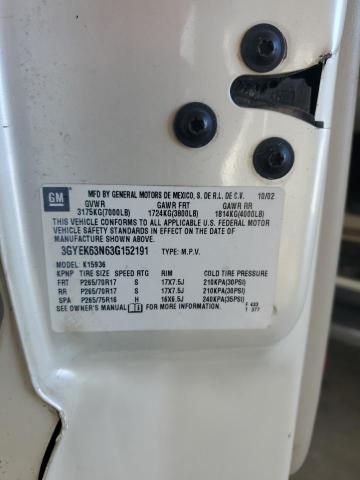 GM
MFD BY GENERAL MOTORS DE MEXICO, S. DE R.L. DE C.V. 10/02
GVWR GAWR FRT GAWR RR
3175KG(7000LB) 1724KG(3800LB) 1814KG(4000LB)
THIS VEHICLE CONFORMS TO ALL APPLICABLE U.S. FEDERAL MOTOR
VEHICLE SAFETY STANDARDS IN EFFECT ON THE DATE OF
MANUFACTURE SHOWN ABOVE.
3GYEK63N63G152191 TYPE: M.P.V.
MODEL: K15936
KPNP TIRE SIZE SPEED RTG RIM COLD TIRE PRESSURE
FRT P265/70R17 S 17X7.5J 210KPA(30PSI)
RR P265/70R17 S 17X7.5J 210KPA(30PSI)
SPA P265/75R16 H 16X6.5J 240KPA(35PSI)
SEE OWNER'S MANUAL FOR MORE INFORMATION. F 433
T 377